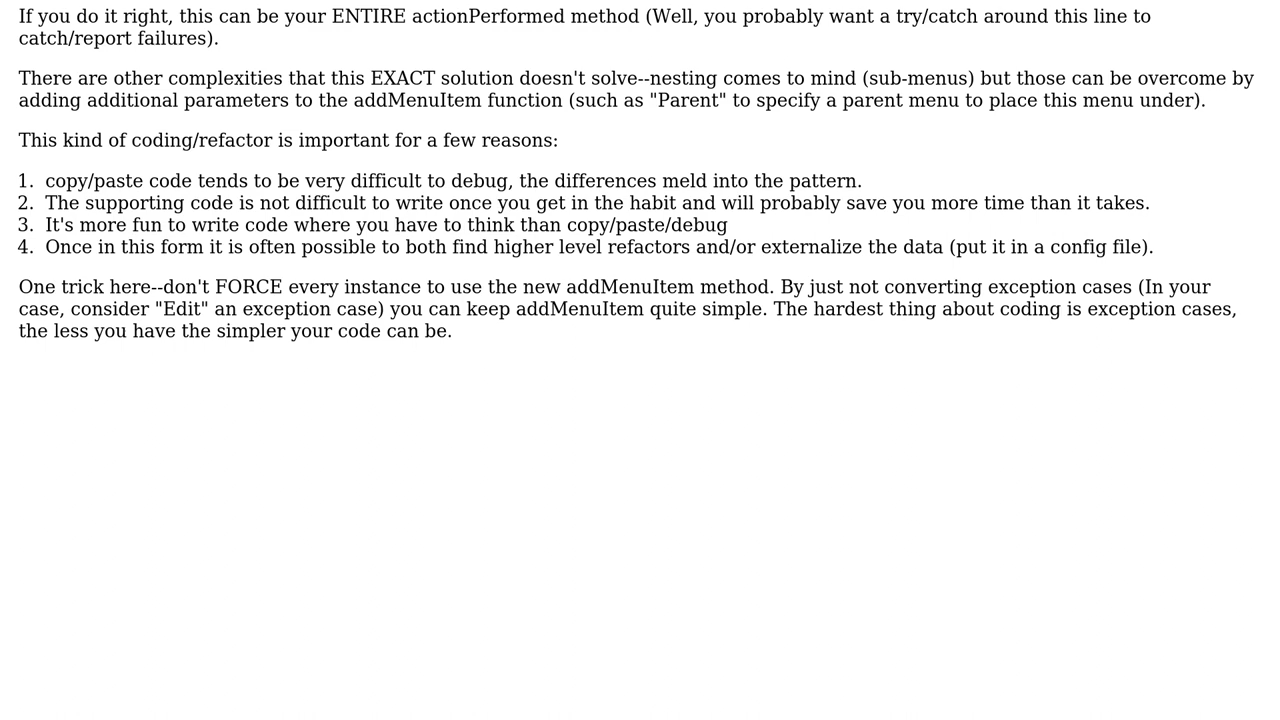 If you do it right, this can be your ENTIRE actionPerformed method (Well, you probably want a try/catch around this line to
catch/report failures).
There are other complexities that this EXACT solution doesn't solve--nesting comes to mind (sub-menus) but those can be overcome by
adding additional parameters to the addMenuItem function (such as "Parent" to specify a parent menu to place this menu under).
This kind of coding/refactor is important for a few reasons:
1. copy/paste code tends to be very difficult to debug, the differences meld into the pattern.
2. The supporting code is not difficult to write once you get in the habit and will probably save you more time than it takes.
3. It's more fun to write code where you have to think than copy/paste/debug
4. Once in this form it is often possible to both find higher level refactors and/or externalize the data (put it in a config file).
One trick here--don't FORCE every instance to use the new addMenuItem method. By just not converting exception cases (In your
case, consider "Edit" an exception case) you can keep addMenuItem quite simple. The hardest thing about coding is exception cases,
the less you have the simpler your code can be.